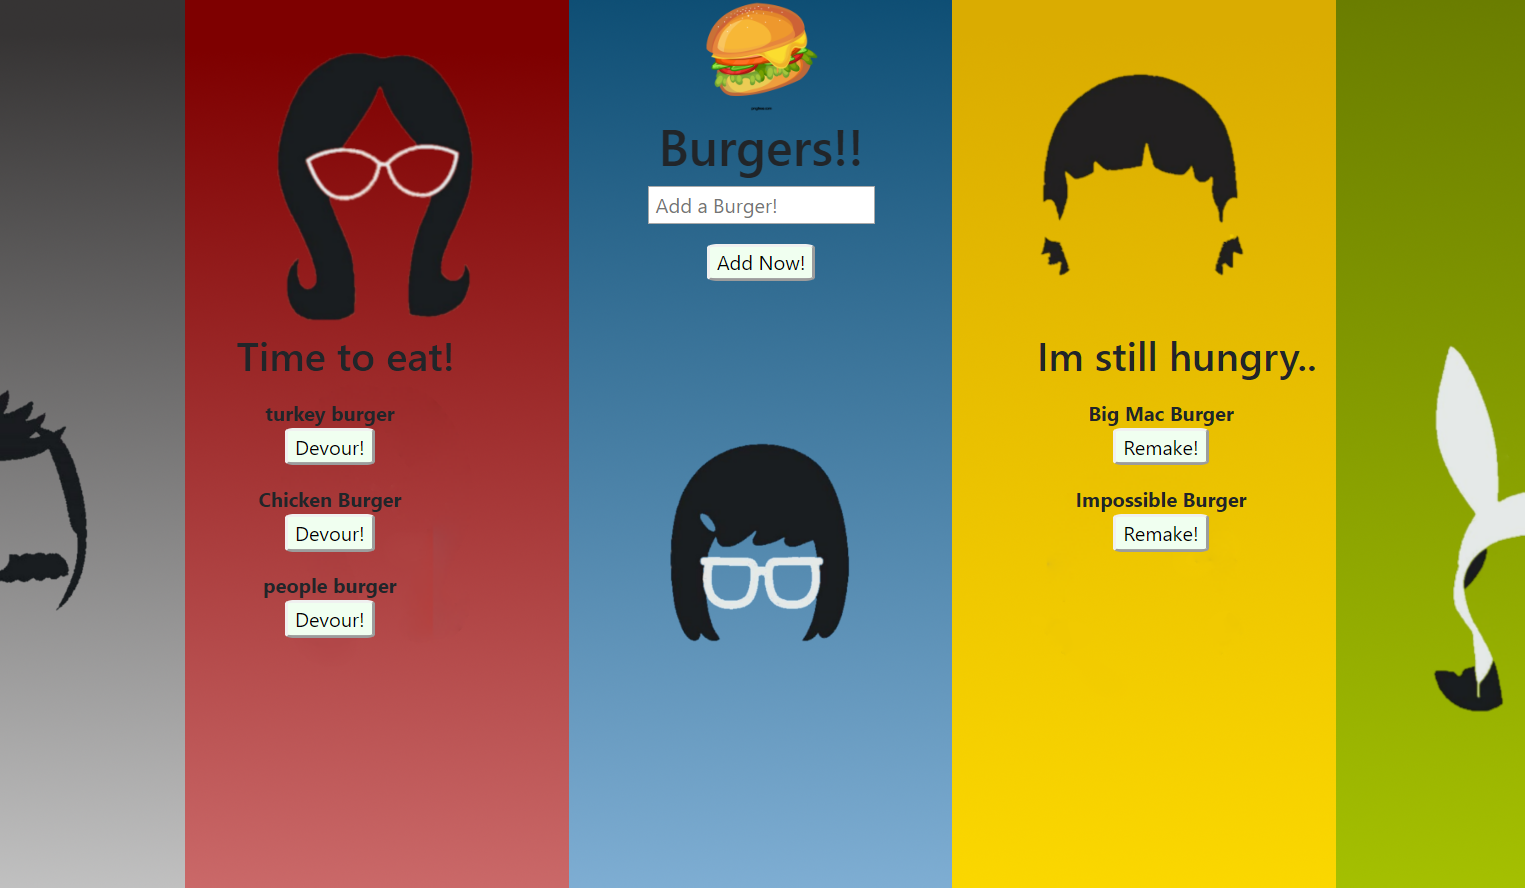 Burgers!!
Add a Burger!
Add Now!
Time to eat!
turkey burger
Devour!
Chicken Burger
Devour!
people burger
Devour!
Im still hungry..
Big Mac Burger
Remake!
Impossible Burger
Remake!